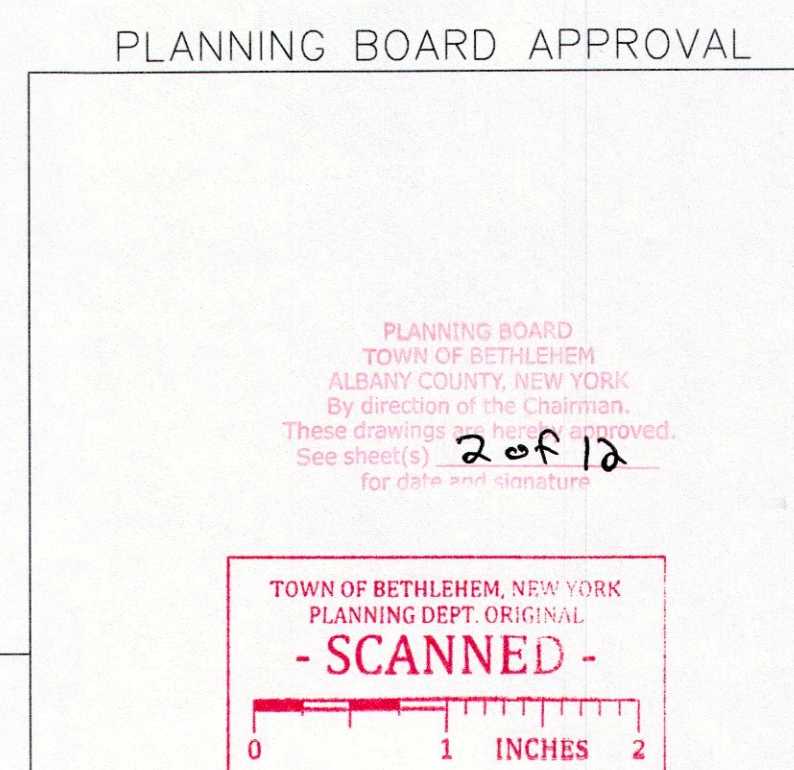 PLANNING BOARD APPROVAL
PLANNING BOARD
TOWN OF BETHLEHEM
ALBANY COUNTY, NEW YORK
By direction of the Chairman.
These drawings are hereby approved.
See sheet(s) 2 of 12
for date and signature
TOWN OF BETHLEHEM, NEW YORK
PLANNING DEPT. ORIGINAL
- SCANNED -
0 1 INCHES 2